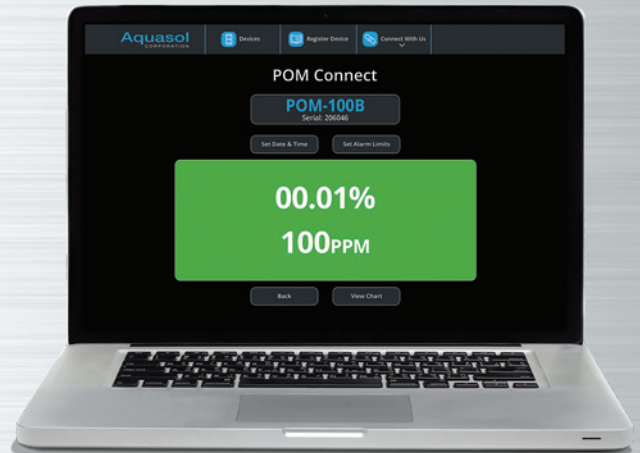 Aquasol
CORPORATION
Devices
Register Device
Connect With Us
POM Connect
POM-100B
Serial: 206046
Set Date & Time
Set Alarm Limits
00.01%
100PPM
Back
View Chart